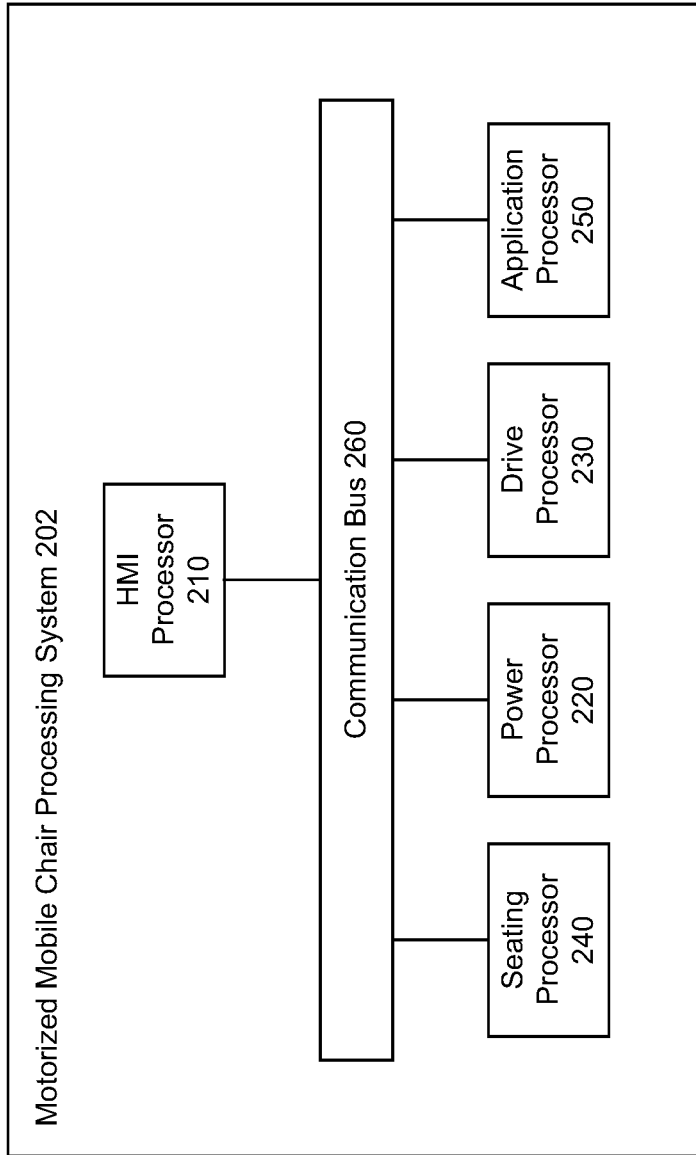 Motorized Mobile Chair Processing System 202
HMI
Processor
210
Communication Bus 260
Seating
Processor
240
Power
Processor
220
Drive
Processor
230
Application
Processor
250